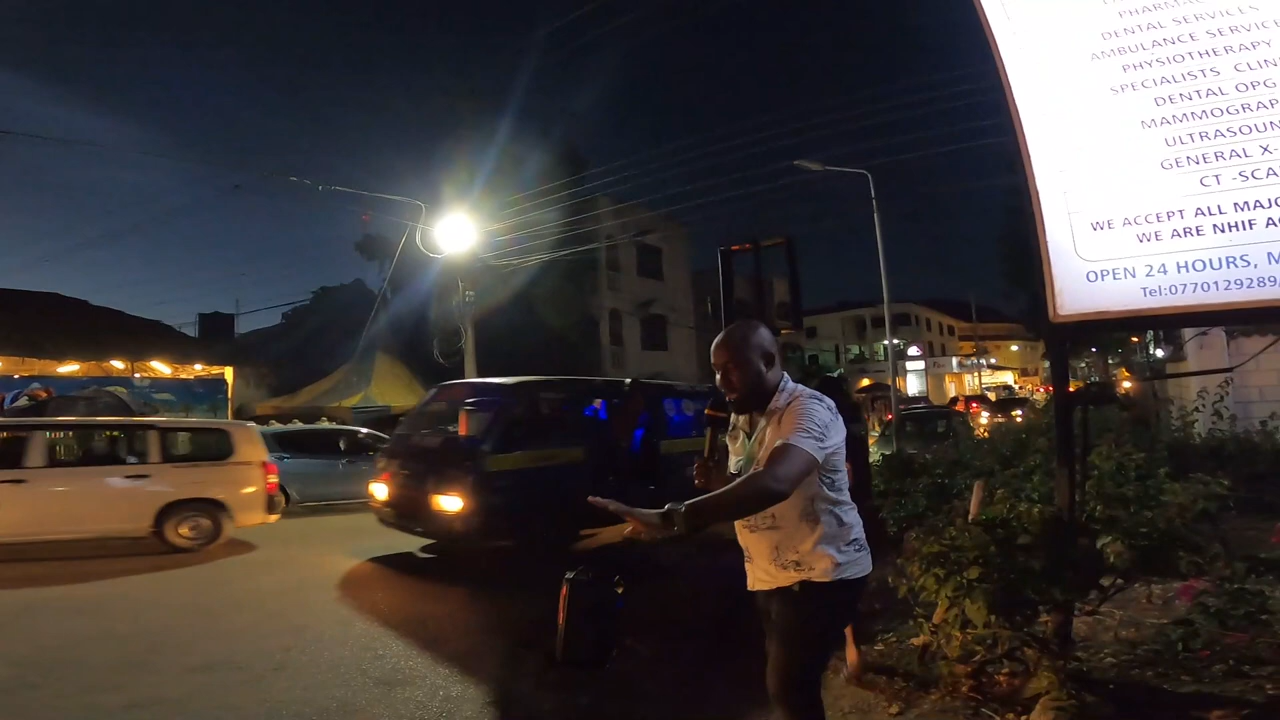 PHARMAC
DENTAL SERVICES
AMBULANCE SERVICE
PHYSIOTHERAPY
SPECIALISTS CLIN
DENTAL OPG
MAMMOGRAP
ULTRASOUN
GENERAL X-
CT -SCA
WE ACCEPT ALL MAJO
WE ARE NHIF A
OPEN 24 HOURS, M
Tel:0770129289/